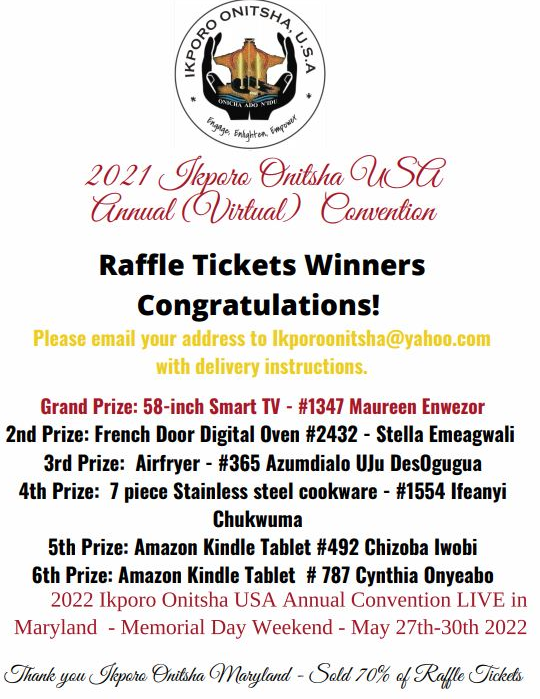 IKPORO ONITSHA, U.S.A
ONICHA ADO N'IDU
Engage, Enlighten, Empower
2021 Ikporo Onitsha USA
Annual (Virtual) Convention
Raffle Tickets Winners
Congratulations!
Please email your address to Ikporoonitsha@yahoo.com
with delivery instructions.
Grand Prize: 58-inch Smart TV - #1347 Maureen Enwezor
2nd Prize: French Door Digital Oven #2432 - Stella Emeagwali
3rd Prize: Airfryer - #365 Azumdialo UJu DesOgugua
4th Prize: 7 piece Stainless steel cookware - #1554 Ifeanyi
Chukwuma
5th Prize: Amazon Kindle Tablet #492 Chizoba Iwobi
6th Prize: Amazon Kindle Tablet # 787 Cynthia Onyeabo
2022 Ikporo Onitsha USA Annual Convention LIVE in
Maryland - Memorial Day Weekend - May 27th-30th 2022
Thank you Ikporo Onitsha Maryland - Sold 70% of Raffle Tickets